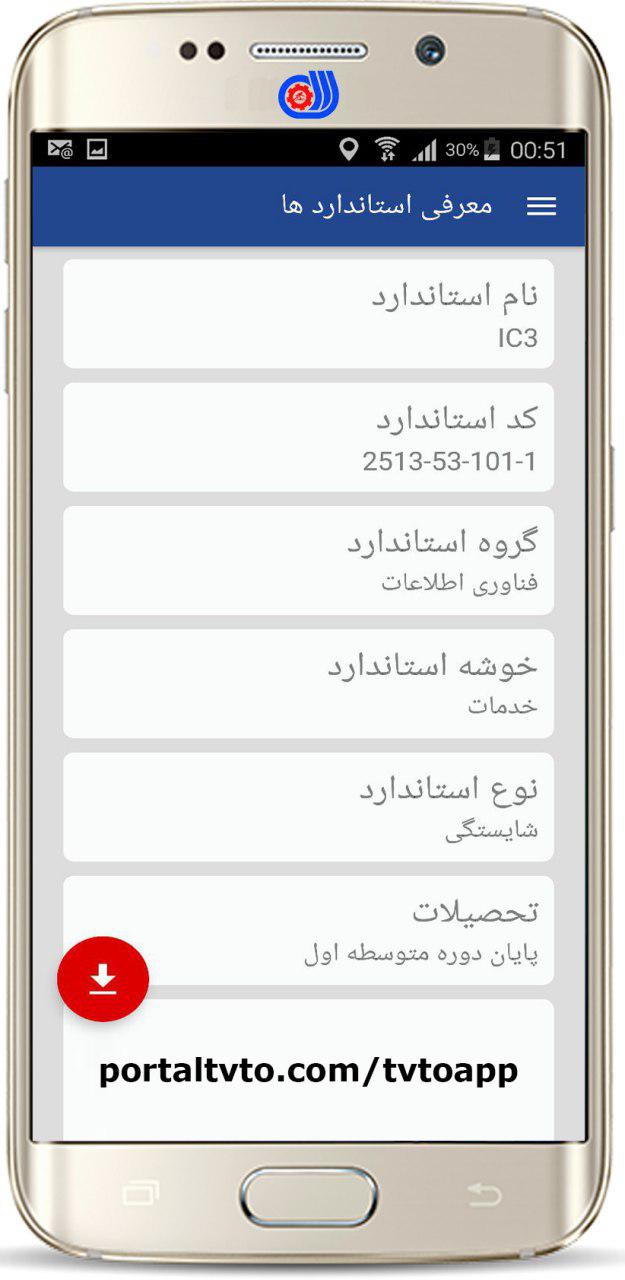 30% 00:51
معرفی استاندارد ها
نام استاندارد
IC3
کد استاندارد
2513-53-101-1
گروه استاندارد
فناوری اطلاعات
خوشه استاندارد
خدمات
نوع استاندارد
شایستگی
تحصیلات
پایان دوره متوسطه اول
portaltvto.com/tvtoapp